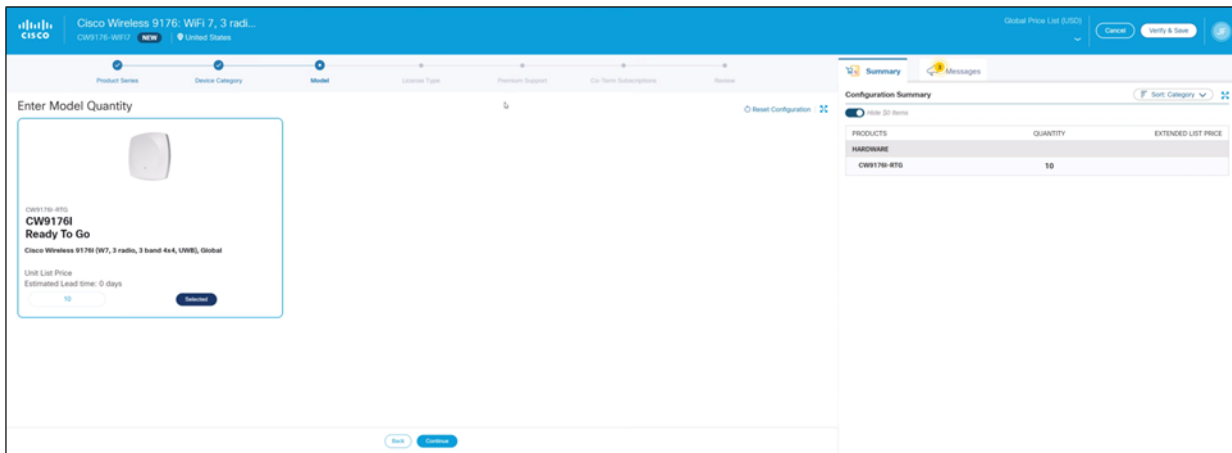 CISCO
Cisco Wireless 9176: WiFi 7, 3 radi...
CW9176-WIFI7 NEW United States
Global Price List (USD)
Cancel
Verify & Save
JF
Product Series
Device Category
Model
License Type
Premium Support
Co-Term Subscriptions
Review
Enter Model Quantity
Reset Configuration
CW9176I-RTG
CW9176I
Ready To Go
Cisco Wireless 9176I (W7, 3 radio, 3 band 4x4, UWB), Global
Unit List Price
Estimated Lead time: 0 days
10
Selected
Back
Continue
Summary
Messages
Configuration Summary
Sort: Category
Hide $0 items
PRODUCTS QUANTITY EXTENDED LIST PRICE
HARDWARE
CW9176I-RTG 10